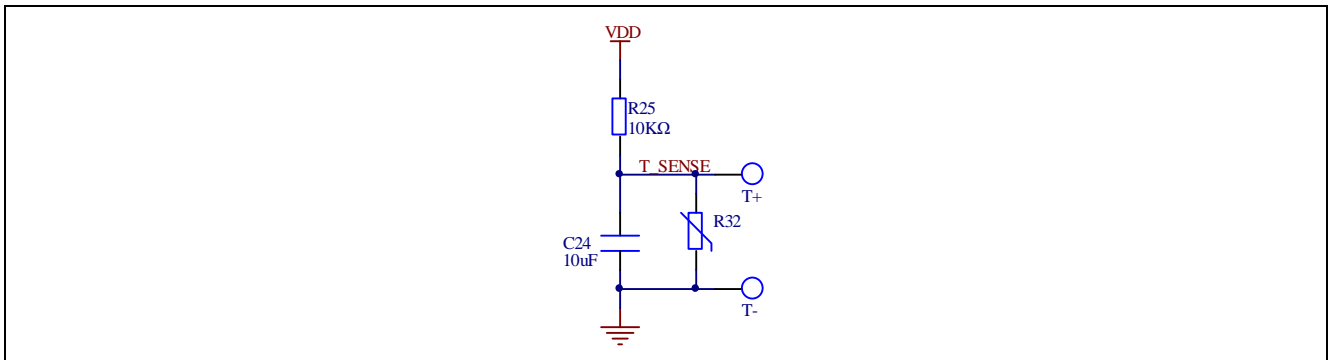 VDD
R25
10KΩ
T_SENSE
T+
R32
C24
10uF
T-